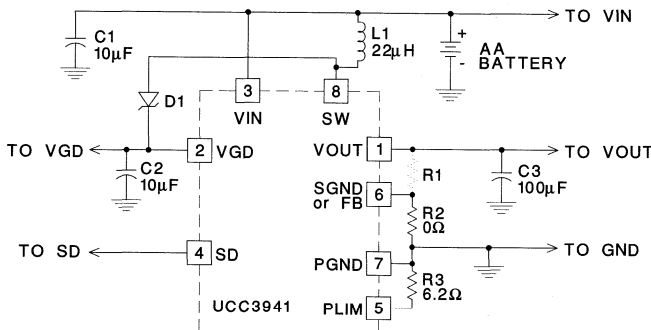 TO VIN
C1
10µF
L1
22µH
+
AA
-
BATTERY
3
8
D1
VIN
SW
TO VGD
2
VGD
VOUT
1
TO VOUT
C2
10µF
R1
C3
100µF
SGND
or FB
6
R2
0Ω
TO SD
4
SD
PGND
7
TO GND
R3
6.2Ω
UCC3941
PLIM
5